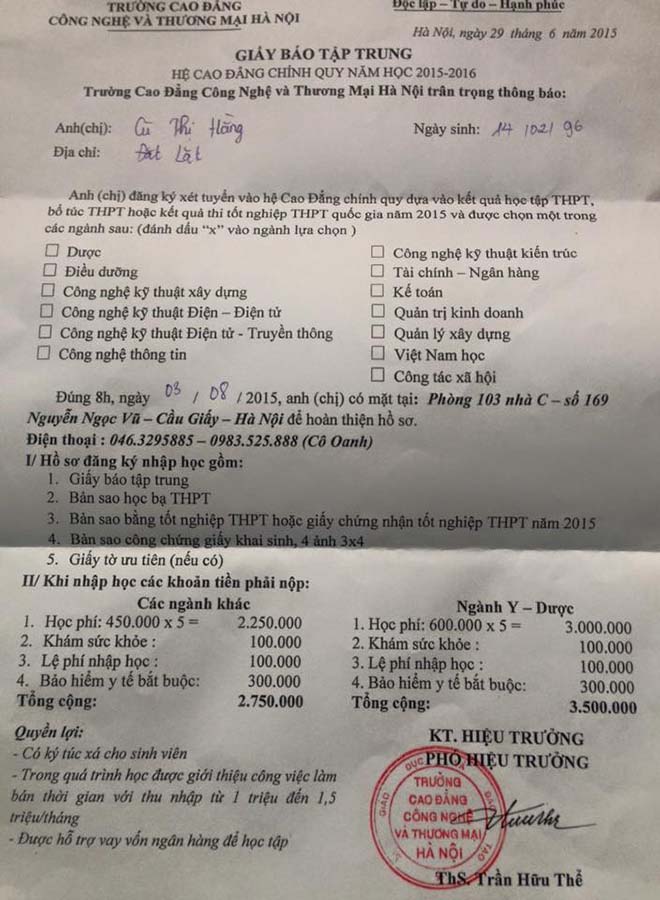 TRƯỜNG CAO ĐẲNG
CÔNG NGHỆ VÀ THƯƠNG MẠI HÀ NỘI
Độc lập – Tự do – Hạnh phúc
Hà Nội, ngày 29 tháng 6 năm 2015
GIẤY BÁO TẬP TRUNG
HỆ CAO ĐẲNG CHÍNH QUY NĂM HỌC 2015-2016
Trường Cao Đẳng Công Nghệ và Thương Mại Hà Nội trân trọng thông báo:
Anh(chị): Cù Thị Hằng
Ngày sinh: 14 / 02 / 96
Địa chỉ:
Anh (chị) đăng ký xét tuyển vào hệ Cao Đẳng chính quy dựa vào kết quả học tập THPT,
bổ túc THPT hoặc kết quả thi tốt nghiệp THPT quốc gia năm 2015 và được chọn một trong
các ngành sau: (đánh dấu “x” vào ngành lựa chọn )
Dược
Điều dưỡng
Công nghệ kỹ thuật xây dựng
Công nghệ kỹ thuật Điện – Điện tử
Công nghệ kỹ thuật Điện tử - Truyền thông
Công nghệ thông tin
Công nghệ kỹ thuật kiến trúc
Tài chính – Ngân hàng
Kế toán
Quản trị kinh doanh
Quản lý xây dựng
Việt Nam học
Công tác xã hội
Đúng 8h, ngày 03 / 08 / 2015, anh (chị) có mặt tại: Phòng 103 nhà C – số 169
Nguyễn Ngọc Vũ – Cầu Giấy – Hà Nội để hoàn thiện hồ sơ.
Điện thoại : 046.3295885 – 0983.525.888 (Cô Oanh)
I/ Hồ sơ đăng ký nhập học gồm:
1. Giấy báo tập trung
2. Bản sao học bạ THPT
3. Bản sao bằng tốt nghiệp THPT hoặc giấy chứng nhận tốt nghiệp THPT năm 2015
4. Bản sao công chứng giấy khai sinh, 4 ảnh 3x4
5. Giấy tờ ưu tiên (nếu có)
II/ Khi nhập học các khoản tiền phải nộp:
Các ngành khác
1. Học phí: 450.000 x 5 = 2.250.000
2. Khám sức khỏe : 100.000
3. Lệ phí nhập học : 100.000
4. Bảo hiểm y tế bắt buộc: 300.000
Tổng cộng: 2.750.000
Ngành Y – Dược
1. Học phí: 600.000 x 5 = 3.000.000
2. Khám sức khỏe : 100.000
3. Lệ phí nhập học : 100.000
4. Bảo hiểm y tế bắt buộc: 300.000
Tổng cộng: 3.500.000
Quyền lợi:
- Có ký túc xá cho sinh viên
- Trong quá trình học được giới thiệu công việc làm
bán thời gian với thu nhập từ 1 triệu đến 1,5
triệu/tháng
- Được hỗ trợ vay vốn ngân hàng để học tập
KT. HIỆU TRƯỞNG
PHÓ HIỆU TRƯỞNG
TRƯỜNG
CAO ĐẲNG
CÔNG NGHỆ
VÀ THƯƠNG MẠI
HÀ NỘI
ThS. Trần Hữu Thể